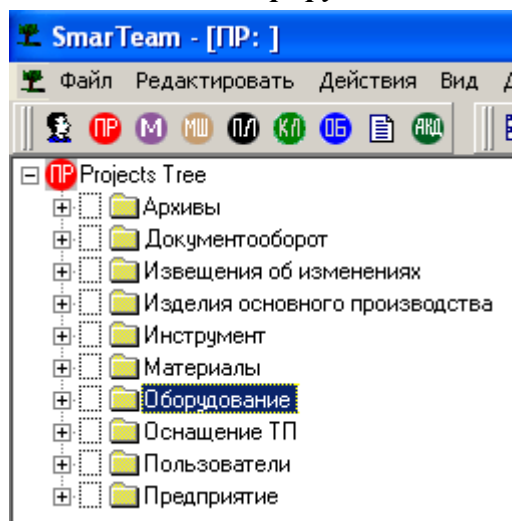 SmarTeam - [ПР: ]
Файл Редактировать Действия Вид
ПР М МШ ПЛ КЛ ОБ АКД
ПР Projects Tree
Архивы
Документооборот
Извещения об изменениях
Изделия основного производства
Инструмент
Материалы
Оборудование
Оснащение ТП
Пользователи
Предприятие